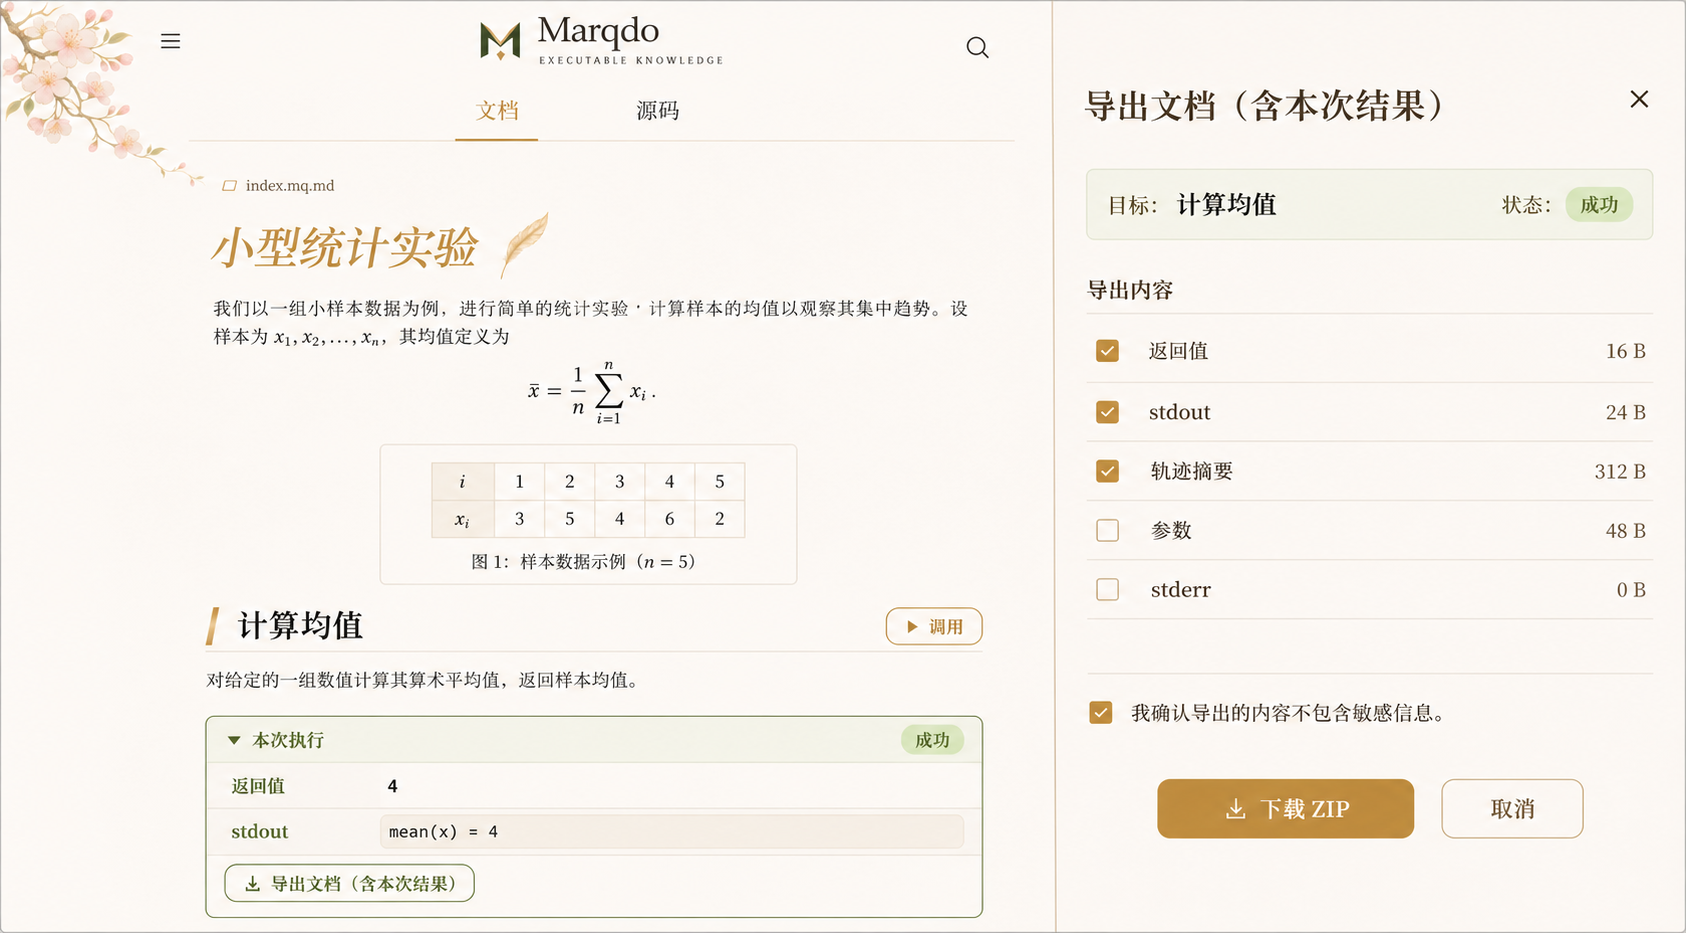 Marqdo
EXECUTABLE KNOWLEDGE
文档 源码
index.mq.md
小型统计实验
我们以一组小样本数据为例，进行简单的统计实验·计算样本的均值以观察其集中趋势。设
样本为 x₁, x₂, …, xₙ，其均值定义为
x̄ = 1/n ∑ᵢ₌₁ⁿ xᵢ .
i 1 2 3 4 5
xᵢ 3 5 4 6 2
图 1：样本数据示例（n = 5）
计算均值
调用
对给定的一组数值计算其算术平均值，返回样本均值。
本次执行 成功
返回值 4
stdout mean(x) = 4
导出文档（含本次结果）
导出文档（含本次结果）
目标： 计算均值 状态： 成功
导出内容
返回值 16 B
stdout 24 B
轨迹摘要 312 B
参数 48 B
stderr 0 B
我确认导出的内容不包含敏感信息。
下载 ZIP 取消